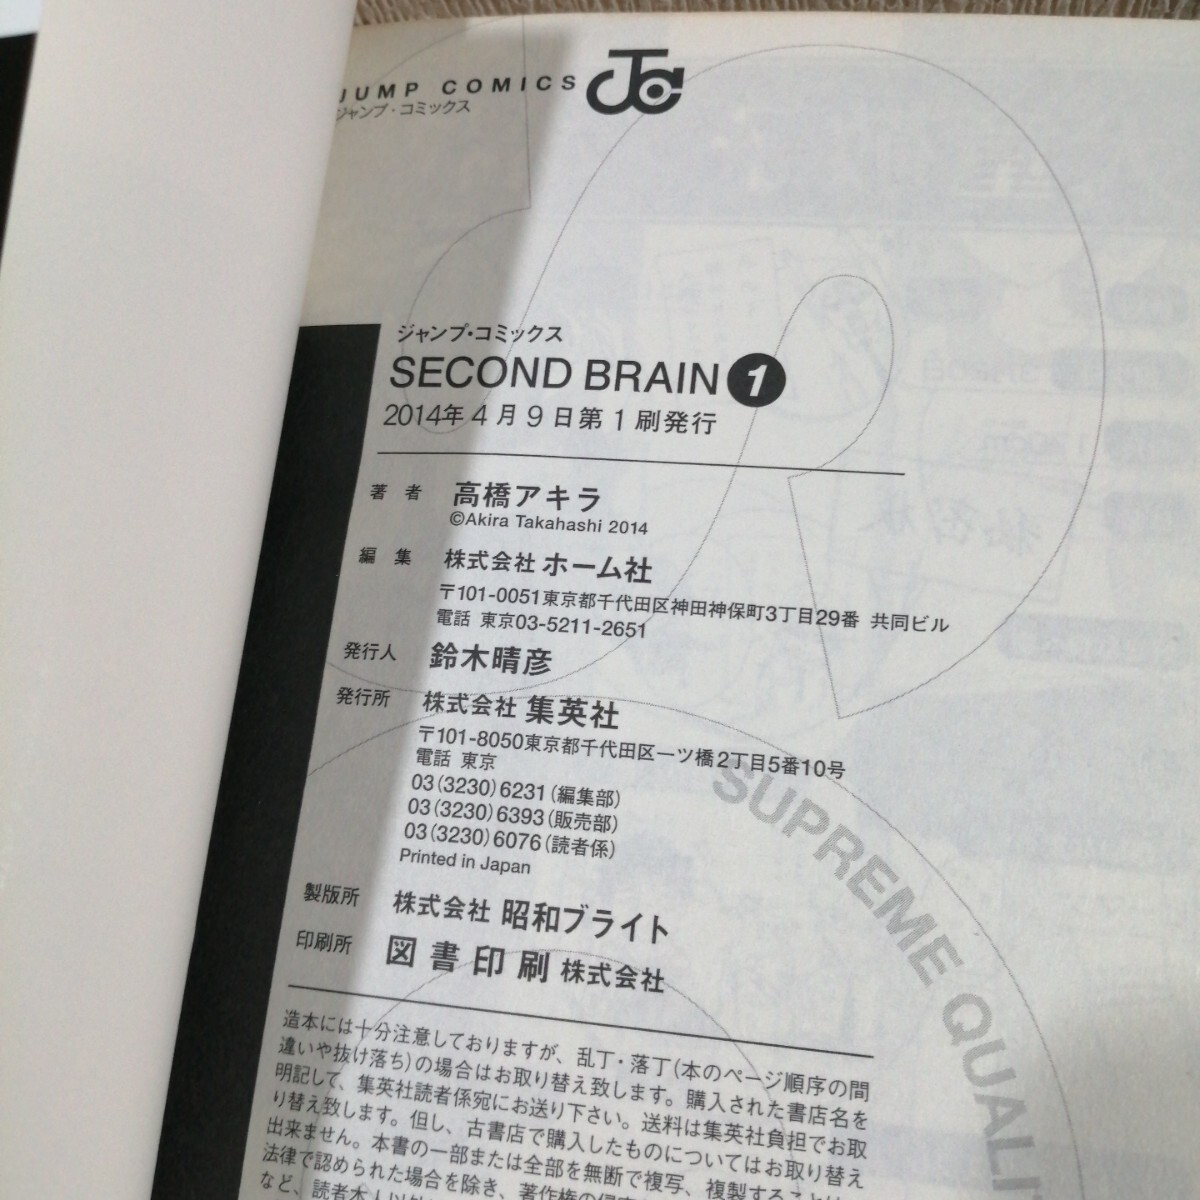 JUMP COMICS
ジャンプ・コミックス
ジャンプ・コミックス
SECOND BRAIN 1
2014年4月9日第1刷発行
著者 高橋アキラ
©Akira Takahashi 2014
編集 株式会社 ホーム社
〒101-0051東京都千代田区神田神保町3丁目29番 共同ビル
電話 東京03-5211-2651
発行人 鈴木晴彦
発行所 株式会社 集英社
〒101-8050東京都千代田区一ツ橋2丁目5番10号
電話 東京
03(3230)6231(編集部)
03(3230)6393(販売部)
03(3230)6076(読者係)
Printed in Japan
製版所 株式会社 昭和ブライト
印刷所 図書印刷株式会社
造本には十分注意しておりますが、乱丁・落丁(本のページ順序の間
違いや抜け落ち)の場合はお取り替え致します。購入された書店名を
明記して、集英社読者係宛にお送り下さい。送料は集英社負担でお取
り替え致します。但し、古書店で購入したものについてはお取り替え
出来ません。本書の一部または全部を無断で複写、複製することは、
法律で認められた場合を除き、著作権の侵害
など、読者本人以外
SUPREME QUALI